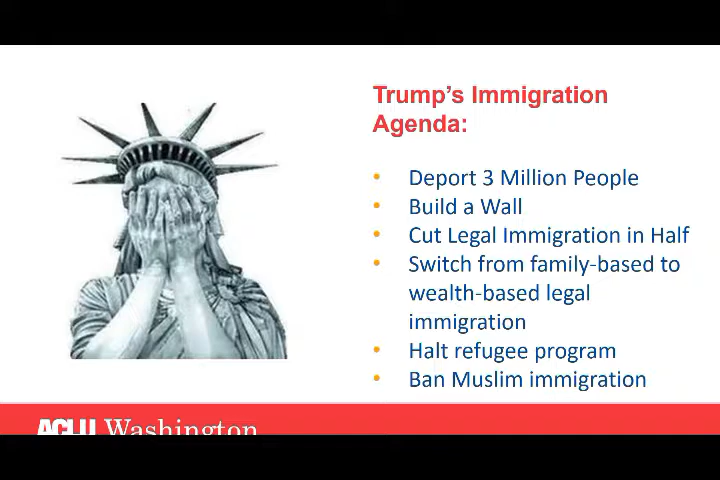 Trump's Immigration
Agenda:
• Deport 3 Million People
• Build a Wall
• Cut Legal Immigration in Half
• Switch from family-based to
wealth-based legal
immigration
• Halt refugee program
• Ban Muslim immigration
ACLU Washington